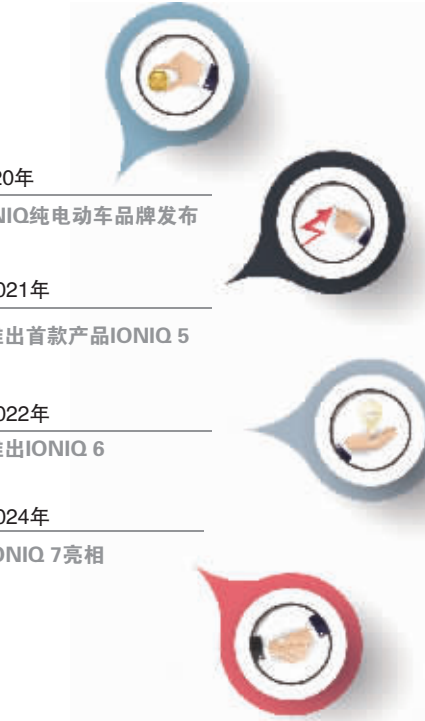 20年
NIQ纯电动车品牌发布
021年
推出首款产品IONIQ 5
022年
推出IONIQ 6
024年
ONIQ 7亮相